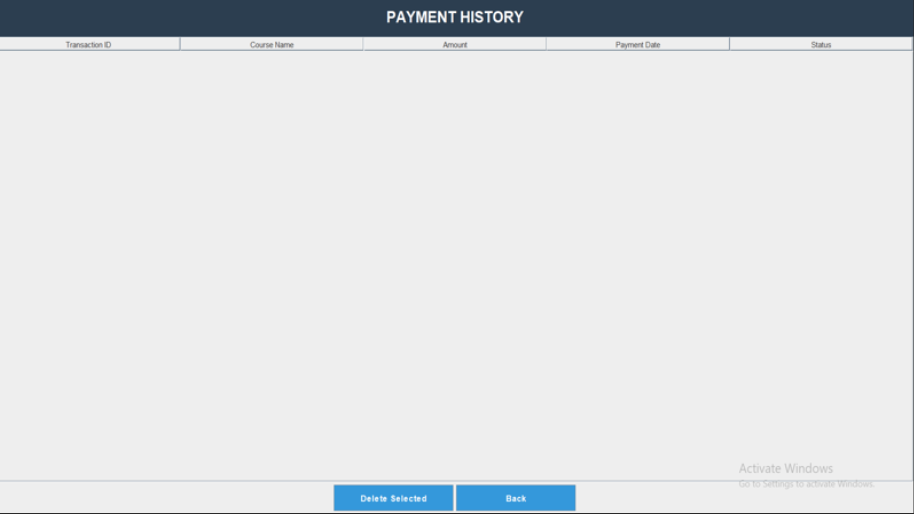 PAYMENT HISTORY
Transaction ID Course Name Amount Payment Date Status
Activate Windows
Go to Settings to activate Windows.
Delete Selected Back